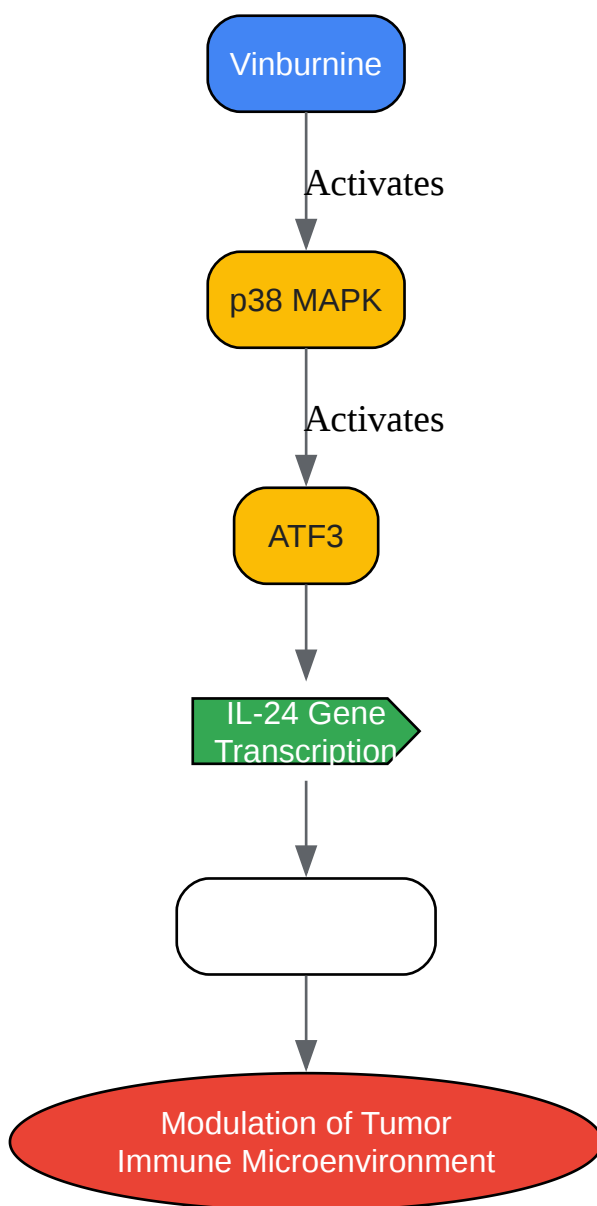 Vinburnine
Activates
p38 MAPK
Activates
ATF3
IL-24 Gene
Transcription
Modulation of Tumor
Immune Microenvironment